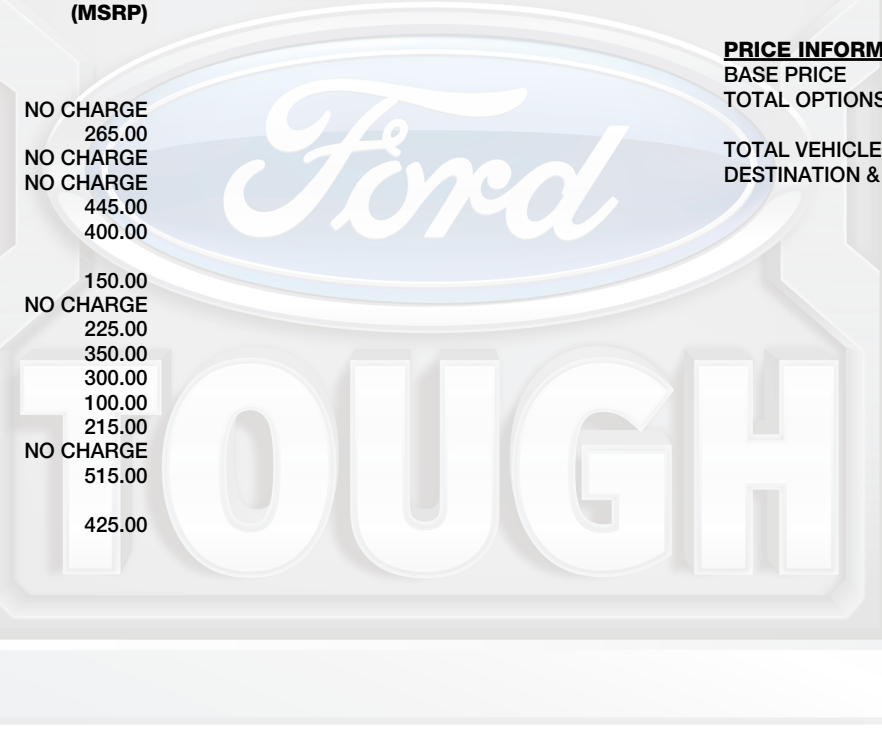 (MSRP)
NO CHARGE
265.00
NO CHARGE
NO CHARGE
445.00
400.00
150.00
NO CHARGE
225.00
350.00
300.00
100.00
215.00
NO CHARGE
515.00
425.00
PRICE INFORM
BASE PRICE
TOTAL OPTIONS
TOTAL VEHICLE
DESTINATION &
Ford
TOUGH